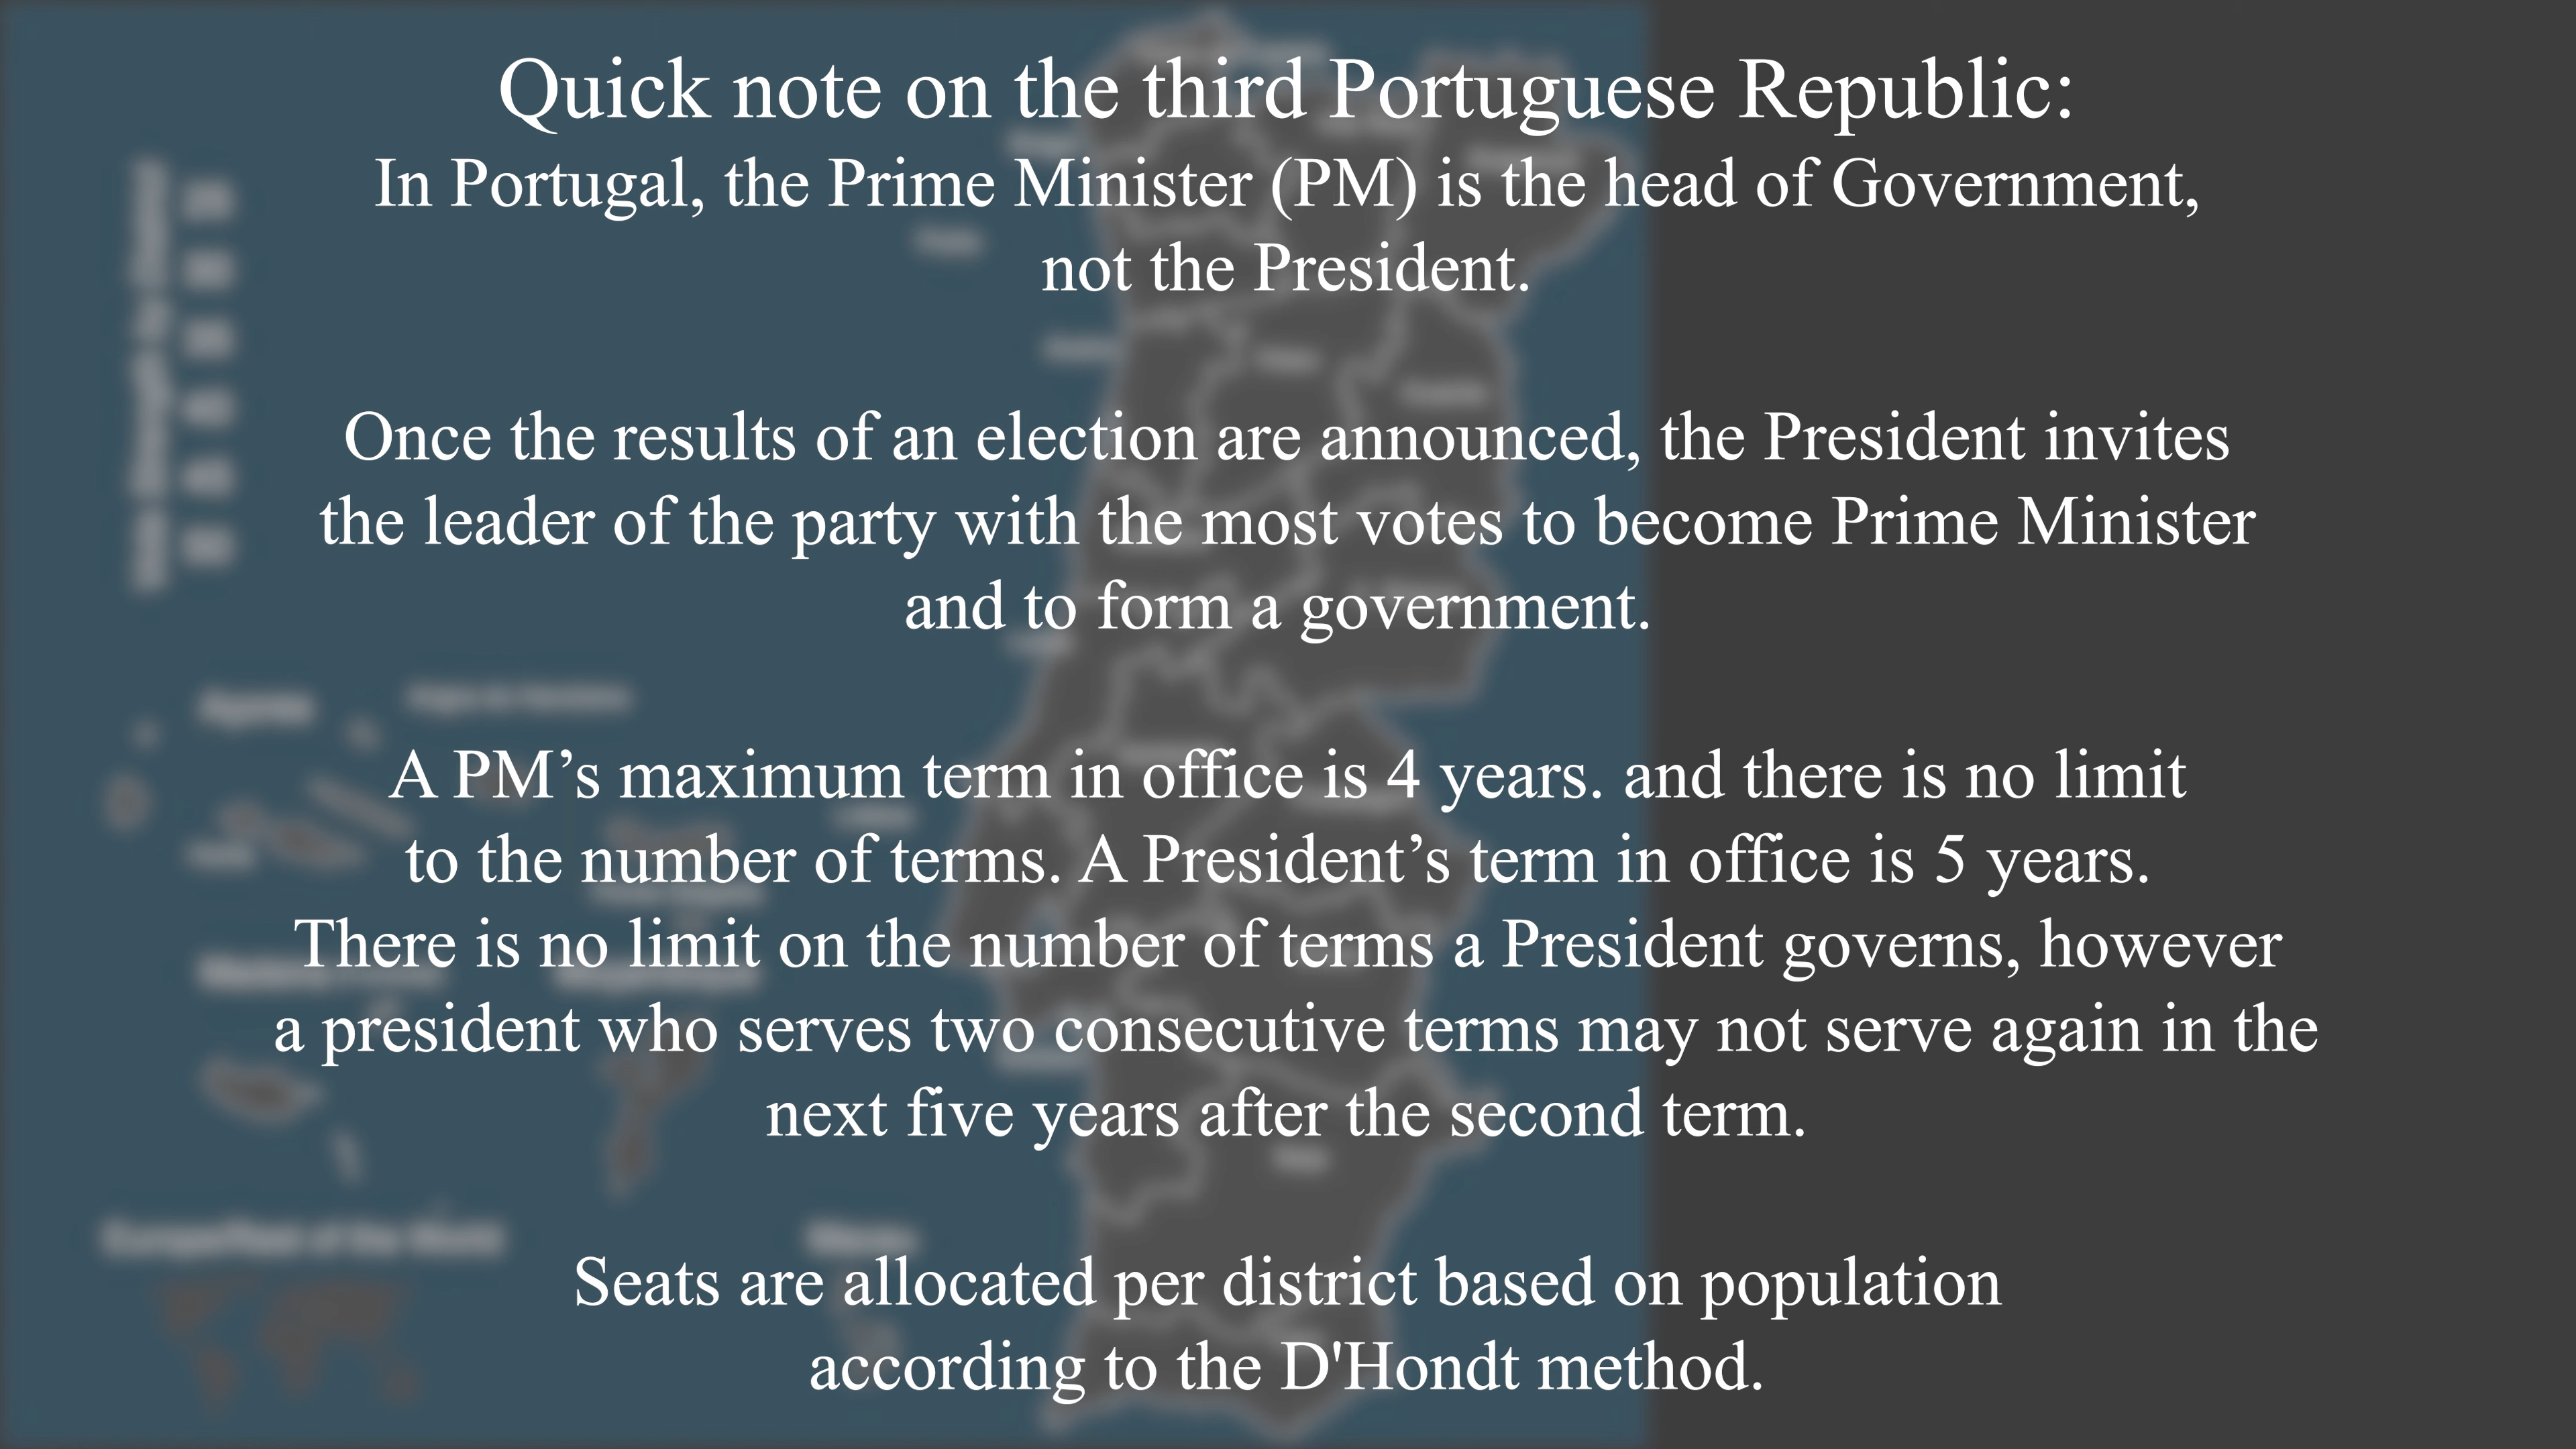 Quick note on the third Portuguese Republic:
In Portugal, the Prime Minister (PM) is the head of Government,
not the President.
Once the results of an election are announced, the President invites
the leader of the party with the most votes to become Prime Minister
and to form a government.
A PM’s maximum term in office is 4 years. and there is no limit
to the number of terms. A President’s term in office is 5 years.
There is no limit on the number of terms a President governs, however
a president who serves two consecutive terms may not serve again in the
next five years after the second term.
Seats are allocated per district based on population
according to the D'Hondt method.
Europe/Rest of the World